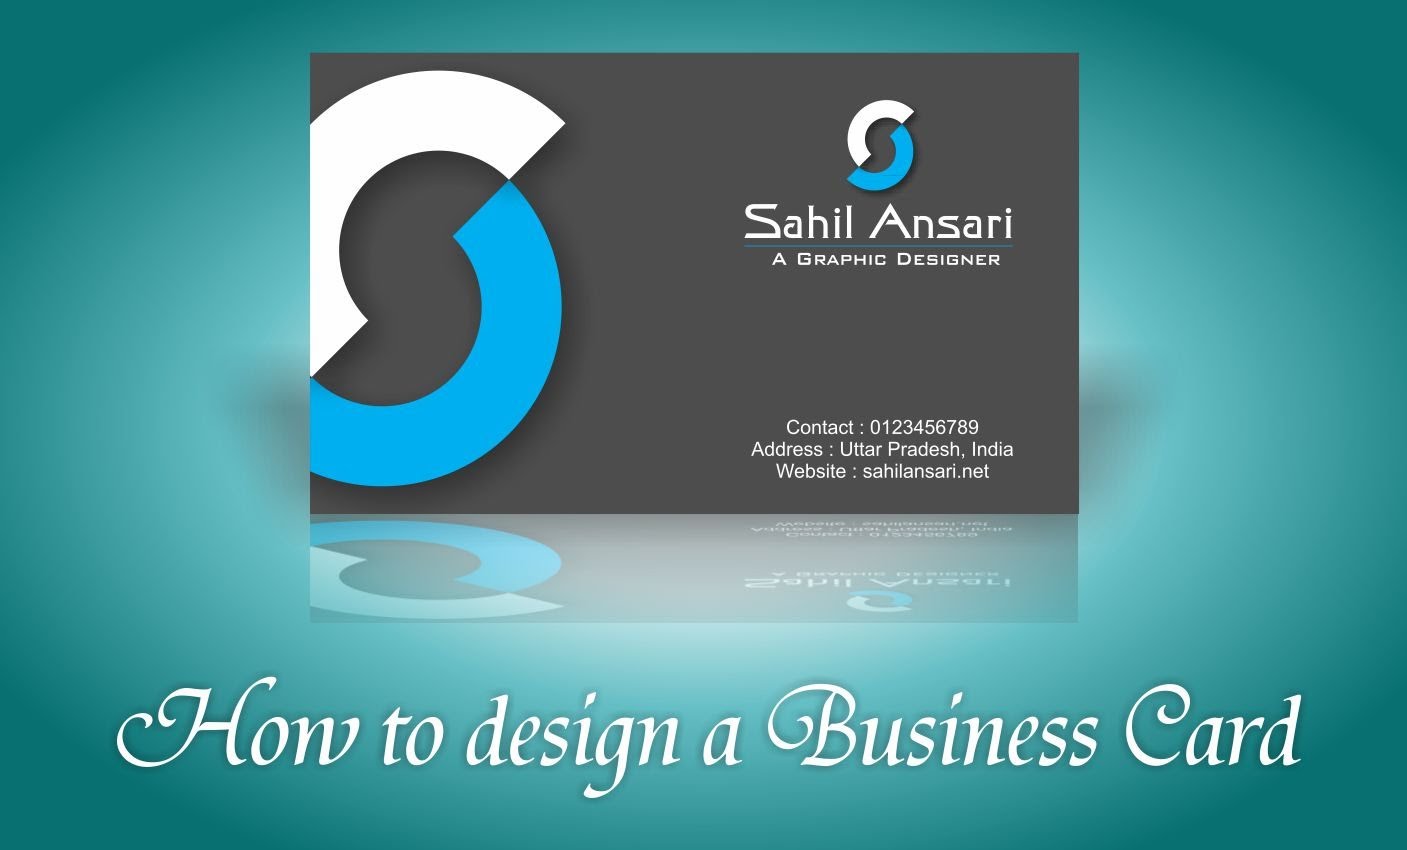 Sahil Ansari
A Graphic Designer
Contact : 0123456789
Address : Uttar Pradesh, India
Website : sahilansari.net
How to design a Business Card